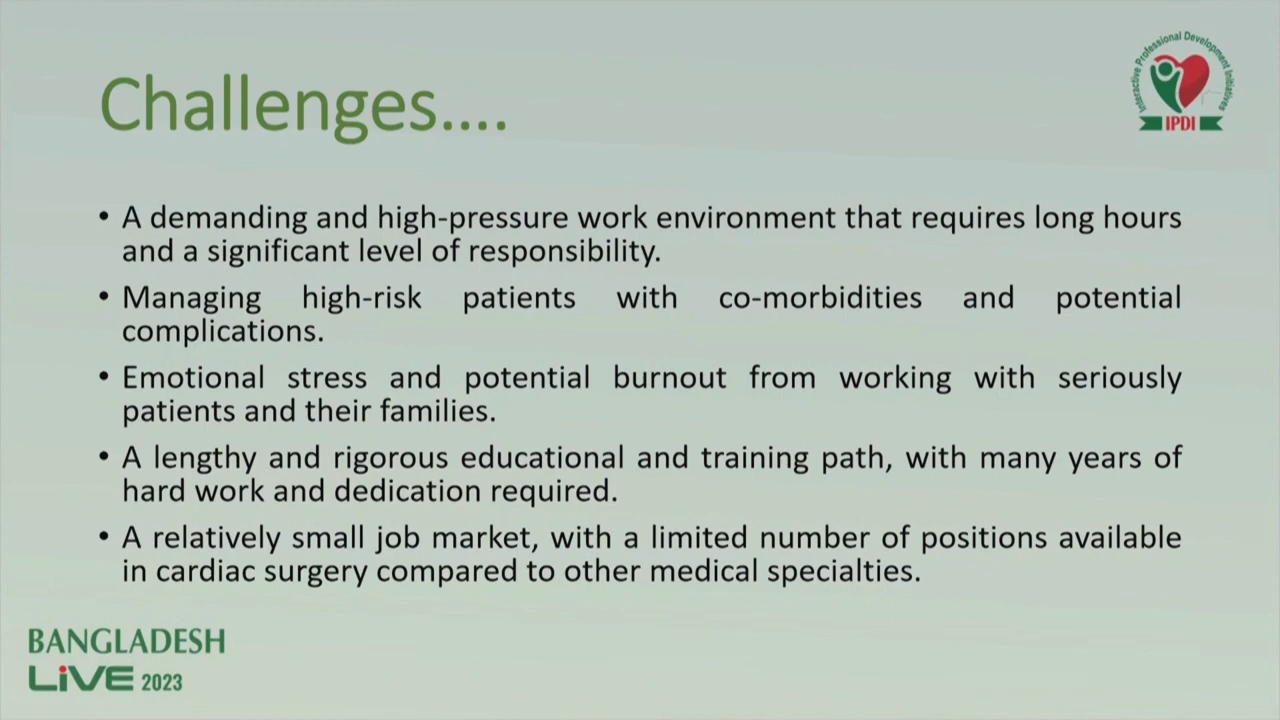 Challenges....
Interactive Professional Development Initiatives
IPDI
• A demanding and high-pressure work environment that requires long hours
and a significant level of responsibility.
• Managing high-risk patients with co-morbidities and potential
complications.
• Emotional stress and potential burnout from working with seriously
patients and their families.
• A lengthy and rigorous educational and training path, with many years of
hard work and dedication required.
• A relatively small job market, with a limited number of positions available
in cardiac surgery compared to other medical specialties.
BANGLADESH
LiVE 2023